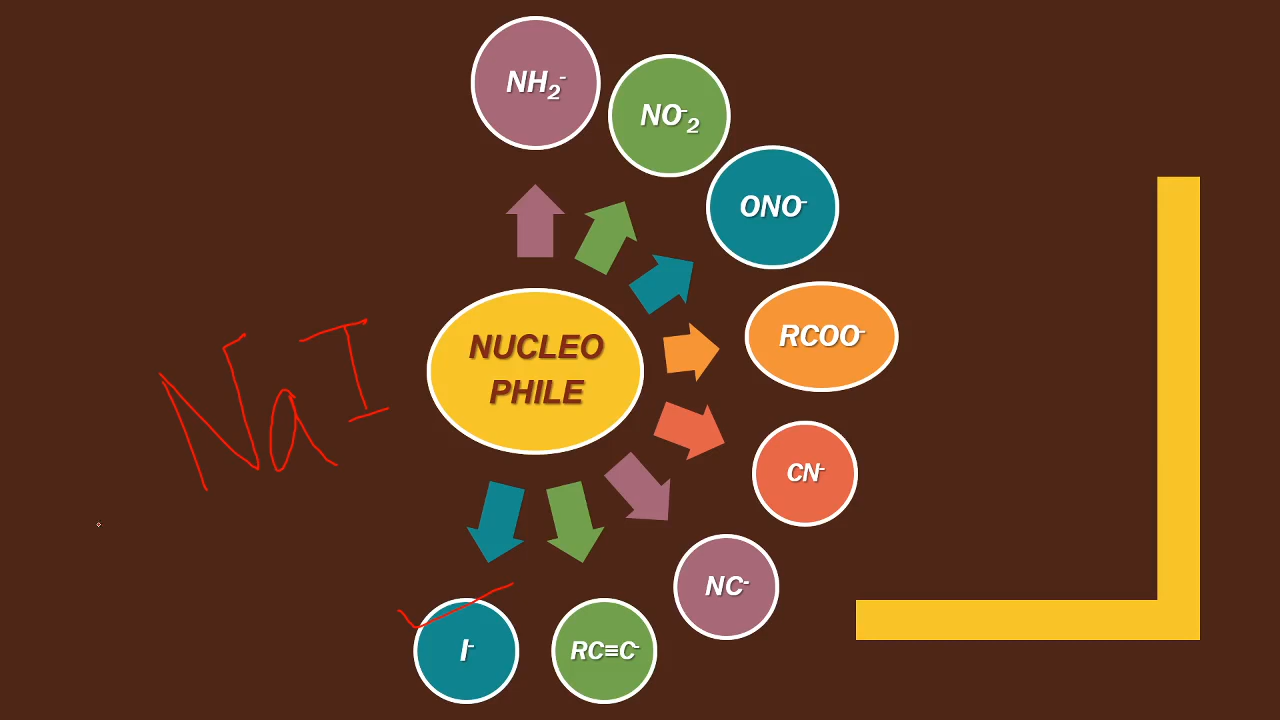 NH₂⁻
NO⁻₂
ONO⁻
NaI
NUCLEO
PHILE
RCOO⁻
CN⁻
NC⁻
I⁻
RC≡C⁻